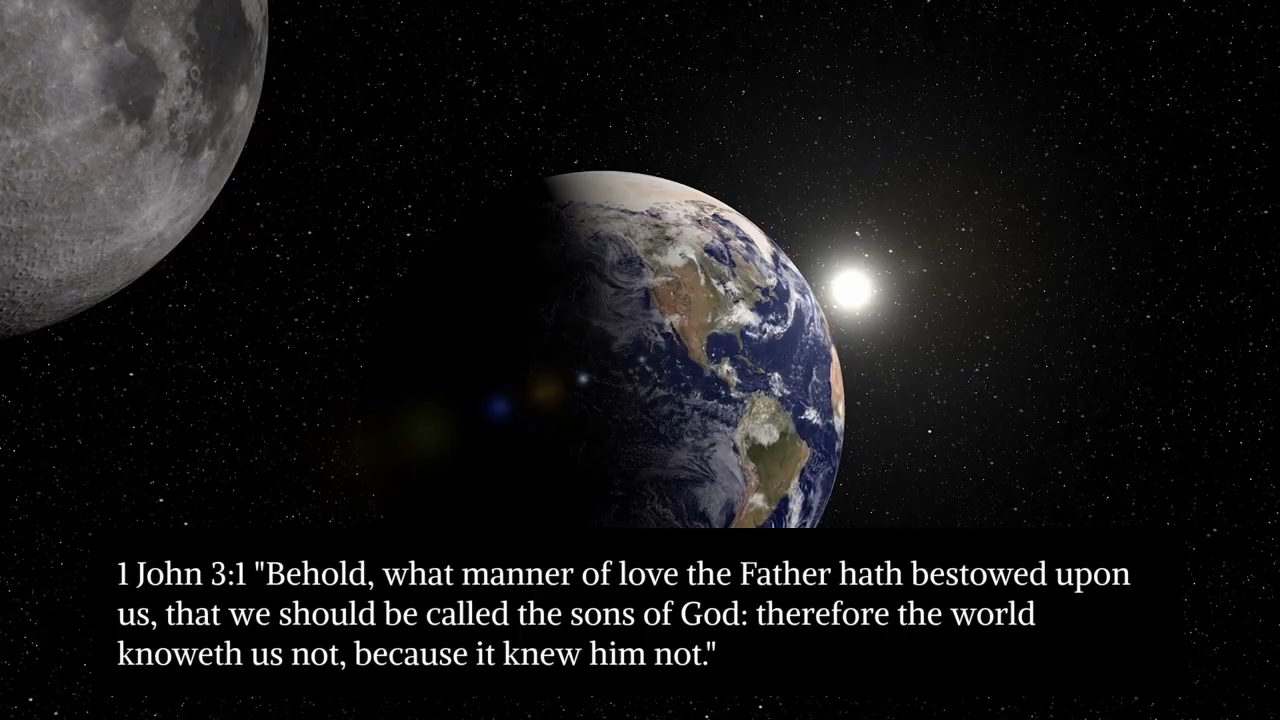 1 John 3:1 "Behold, what manner of love the Father hath bestowed upon
us, that we should be called the sons of God: therefore the world
knoweth us not, because it knew him not."